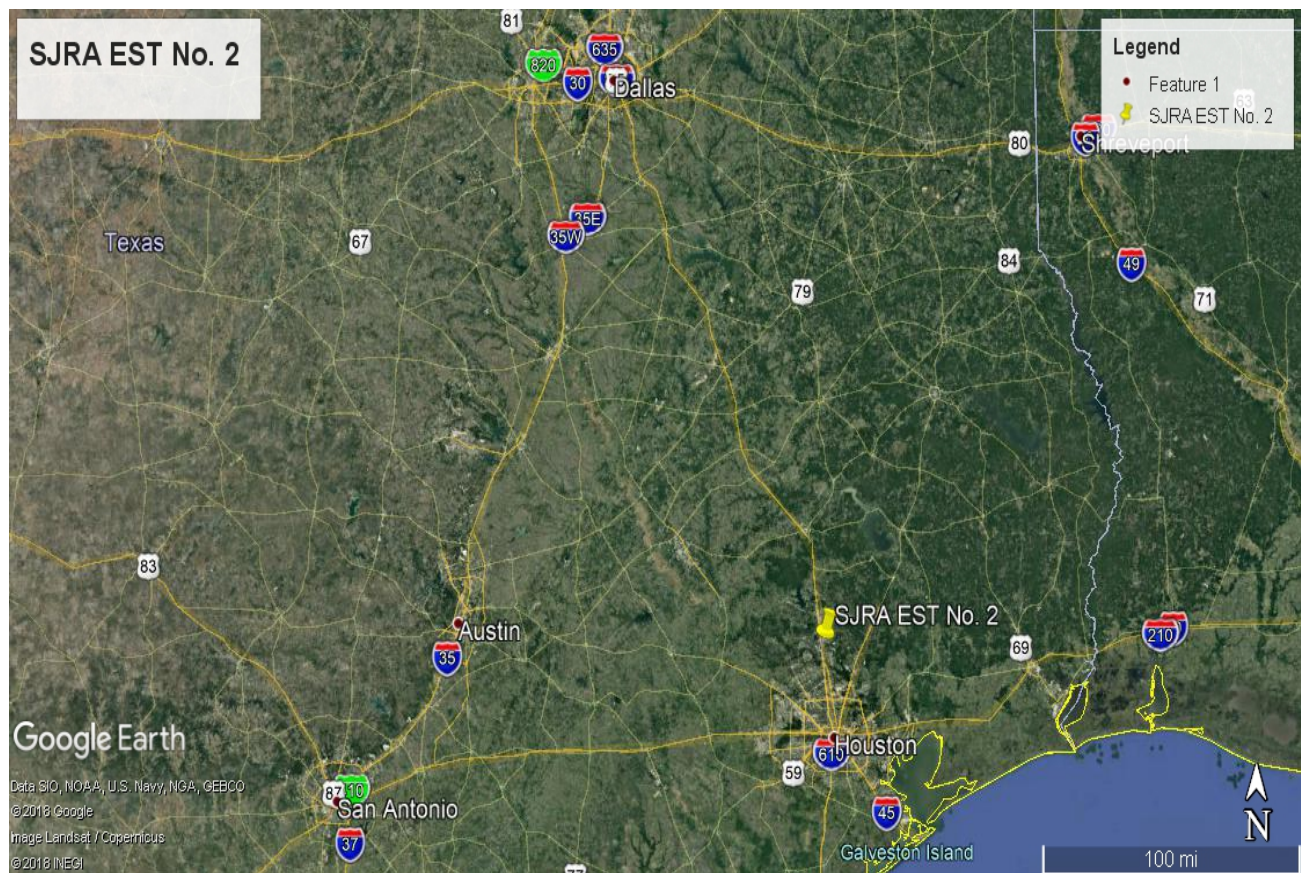 SJRA EST No. 2
81
635
820
30
Dallas
Legend
Feature 1
SJRA EST No. 2
63
80
Shreveport
35E
35W
Texas
67
84
49
79
71
83
SJRA EST No. 2
Austin
35
69
210
Google Earth
Houston
610
59
Data SIO, NOAA, U.S. Navy, NGA, GEBCO
10
87
San Antonio
©2018 Google
45
Image Landsat / Copernicus
37
N
Galveston Island
100 mi
©2018 INEGI
77